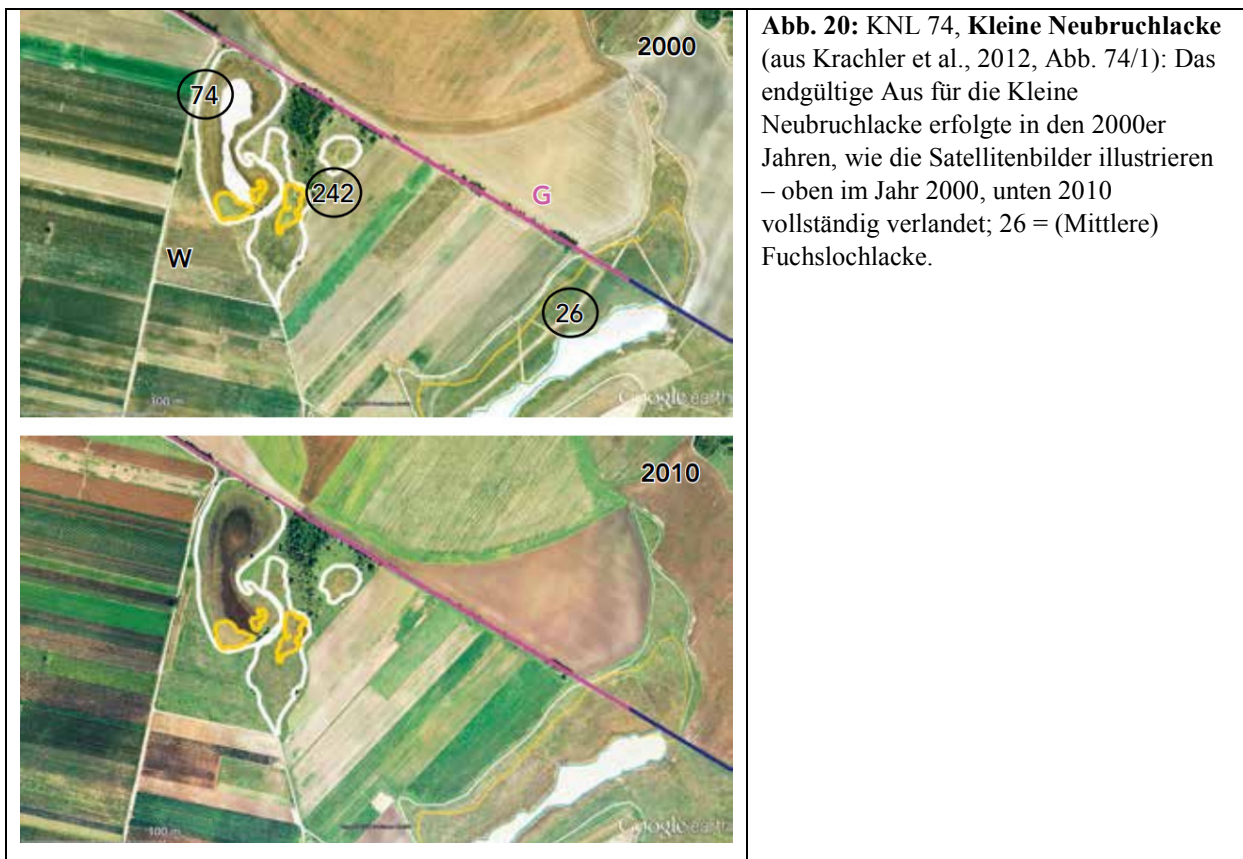 2000
74
242
G
W
26
100 m
Google earth
2010
100 m
Google earth
Abb. 20: KNL 74, Kleine Neubruchlacke
(aus Krachler et al., 2012, Abb. 74/1): Das
endgültige Aus für die Kleine
Neubruchlacke erfolgte in den 2000er
Jahren, wie die Satellitenbilder illustrieren
– oben im Jahr 2000, unten 2010
vollständig verlandet; 26 = (Mittlere)
Fuchslochlacke.